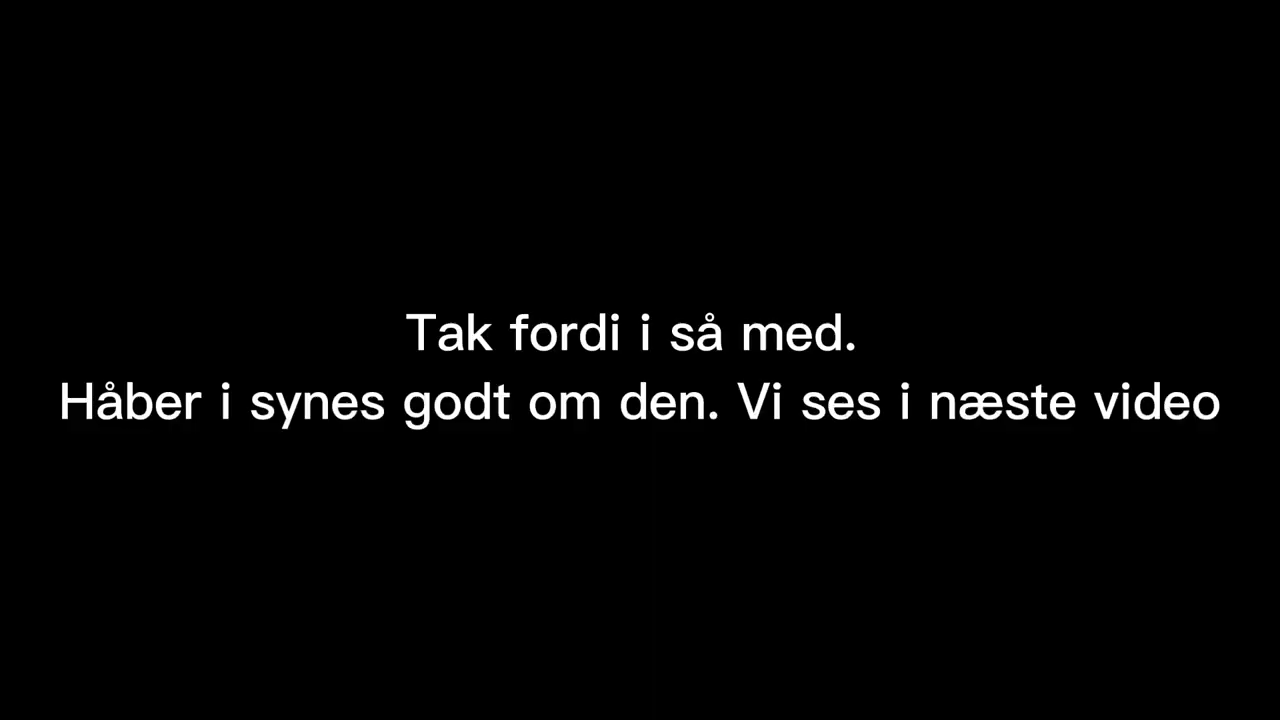 Tak fordi i så med.
Håber i synes godt om den. Vi ses i næste video